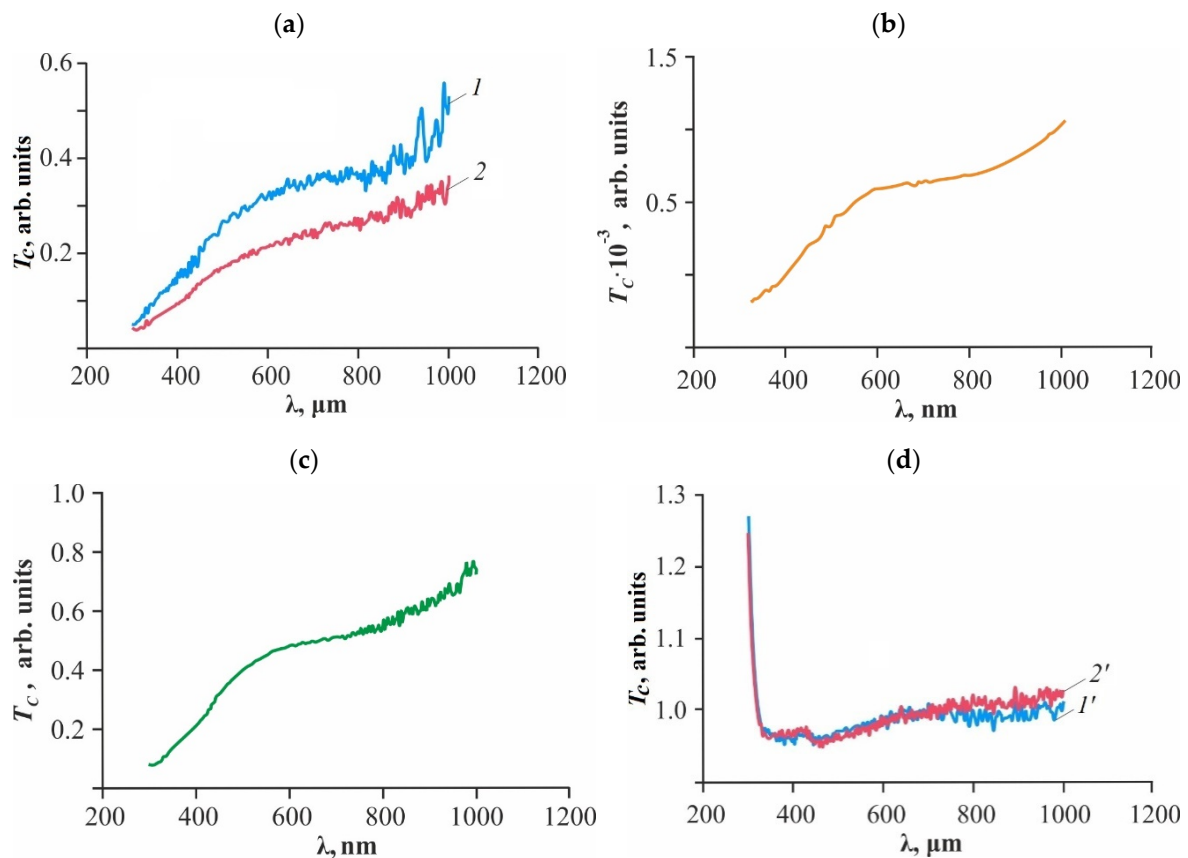 (a)
0.6
0.4
0.2
Tc, arb. units
1
2
200 400 600 800 1000 1200
λ, μm
(b)
1.5
0.5
T_C·10⁻³, arb. units
200 400 600 800 1000 1200
λ, nm
(c)
1.0
0.8
0.6
0.4
0.2
T_C, arb. units
200 400 600 800 1000 1200
λ, nm
(d)
1.3
1.2
1.1
1.0
Tc, arb. units
2′
1′
200 400 600 800 1000 1200
λ, μm